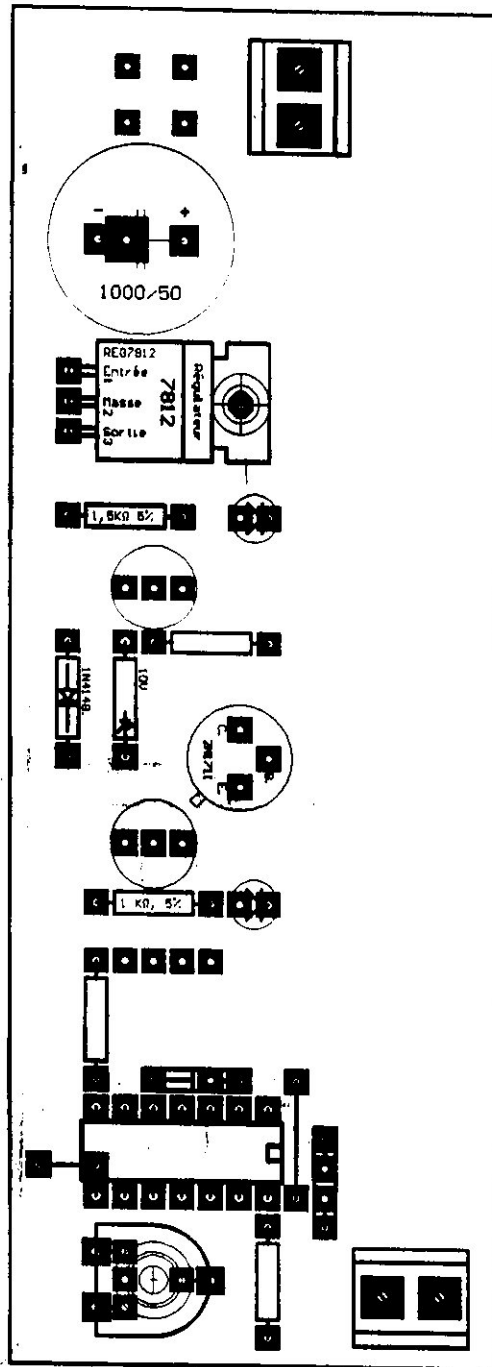 - +
1000/50
REG7812
Entrée
1
Masse
2
Sortie
3
7812
Régulateur
1,5KΩ 5%
1N4148
10V
C
B
E
2N1711
1 KΩ, 5%